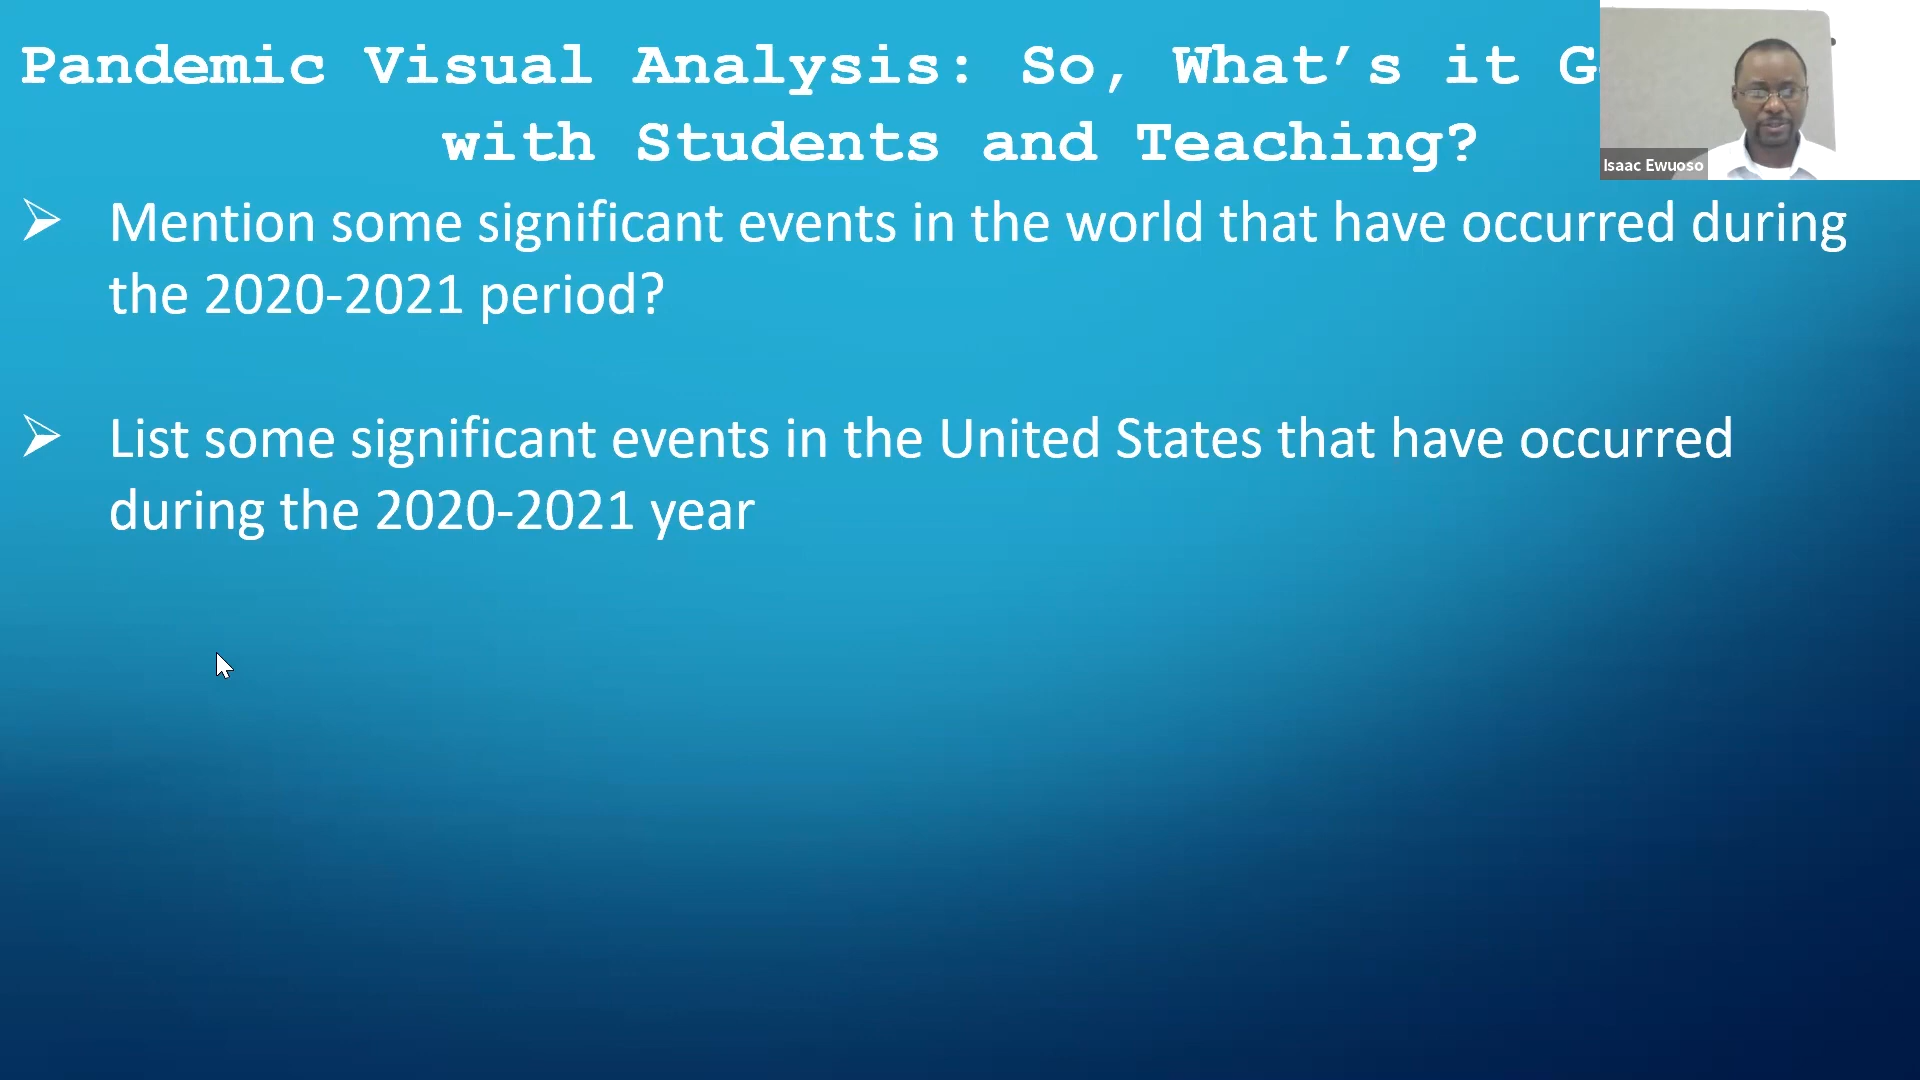 Pandemic Visual Analysis: So, What’s it
with Students and Teaching?
Isaac Ewuoso
➢ Mention some significant events in the world that have occurred during
the 2020-2021 period?
➢ List some significant events in the United States that have occurred
during the 2020-2021 year